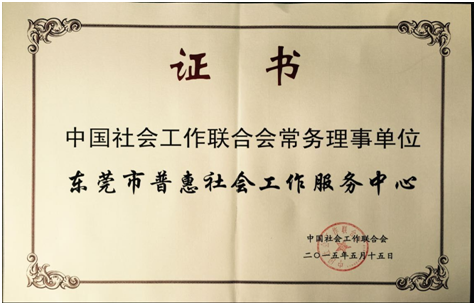 证 书
中国社会工作联合会常务理事单位
东莞市普惠社会工作服务中心
中国社会工作联合会
二〇一五年五月十五日